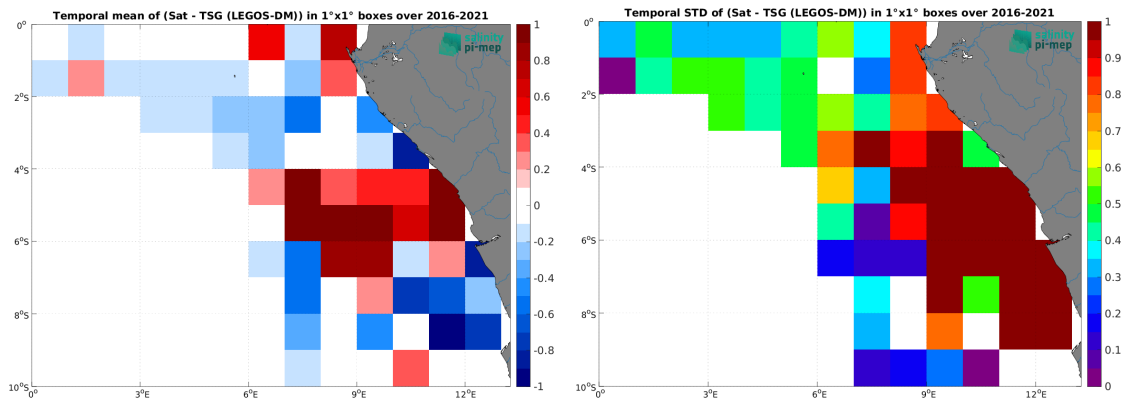 Temporal mean of (Sat - TSG (LEGOS-DM)) in 1°x1° boxes over 2016-2021
salinity
pi-mep
0°
2°S
4°S
6°S
8°S
10°S
0°
3°E
6°E
9°E
12°E
1
0.8
0.6
0.4
0.2
0
-0.2
-0.4
-0.6
-0.8
-1
Temporal STD of (Sat - TSG (LEGOS-DM)) in 1°x1° boxes over 2016-2021
salinity
pi-mep
0°
2°S
4°S
6°S
8°S
10°S
0°
3°E
6°E
9°E
12°E
1
0.9
0.8
0.7
0.6
0.5
0.4
0.3
0.2
0.1
0